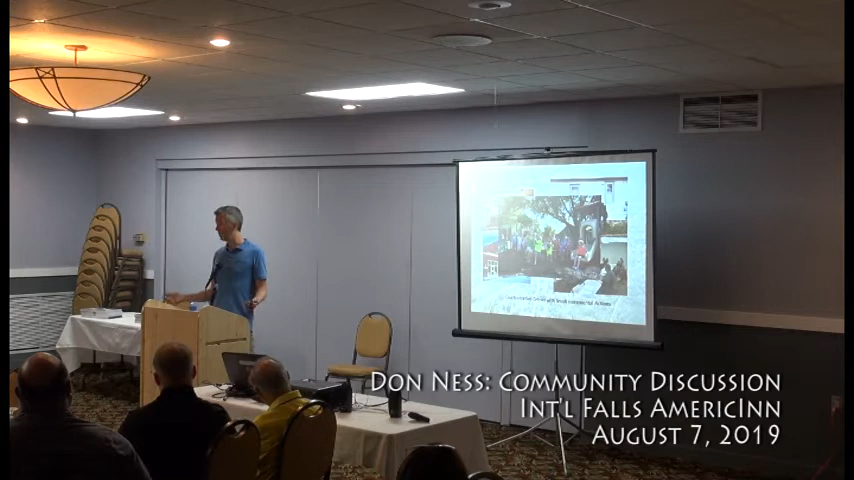 DON NESS: COMMUNITY DISCUSSION
INT'L FALLS AMERICINN
AUGUST 7, 2019